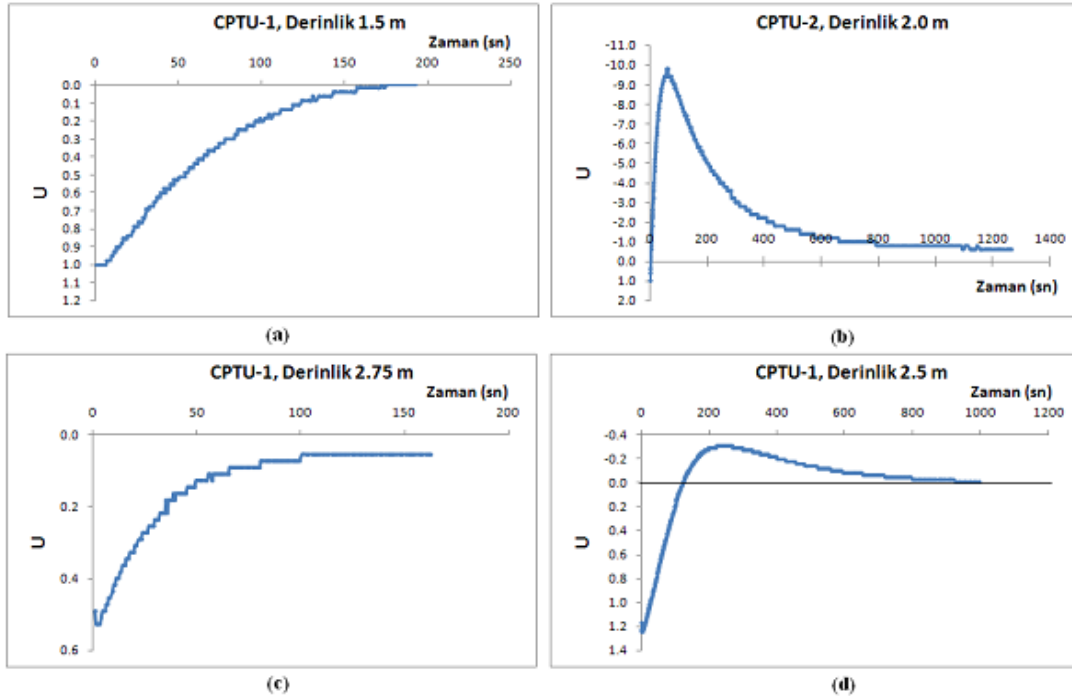 CPTU-1, Derinlik 1.5 m
Zaman (sn)
0 50 100 150 200 250
0.0
0.1
0.2
0.3
0.4
0.5
0.6
0.7
0.8
0.9
1.0
1.1
1.2
U
(a)
CPTU-2, Derinlik 2.0 m
-11.0
-10.0
-9.0
-8.0
-7.0
-6.0
-5.0
-4.0
-3.0
-2.0
-1.0
0.0
1.0
2.0
U
0 200 400 600 800 1000 1200 1400
Zaman (sn)
(b)
CPTU-1, Derinlik 2.75 m
Zaman (sn)
0 50 100 150 200
0.0
0.2
0.4
0.6
U
(c)
CPTU-1, Derinlik 2.5 m
Zaman (sn)
0 200 400 600 800 1000 1200
-0.4
-0.2
0.0
0.2
0.4
0.6
0.8
1.0
1.2
1.4
U
(d)